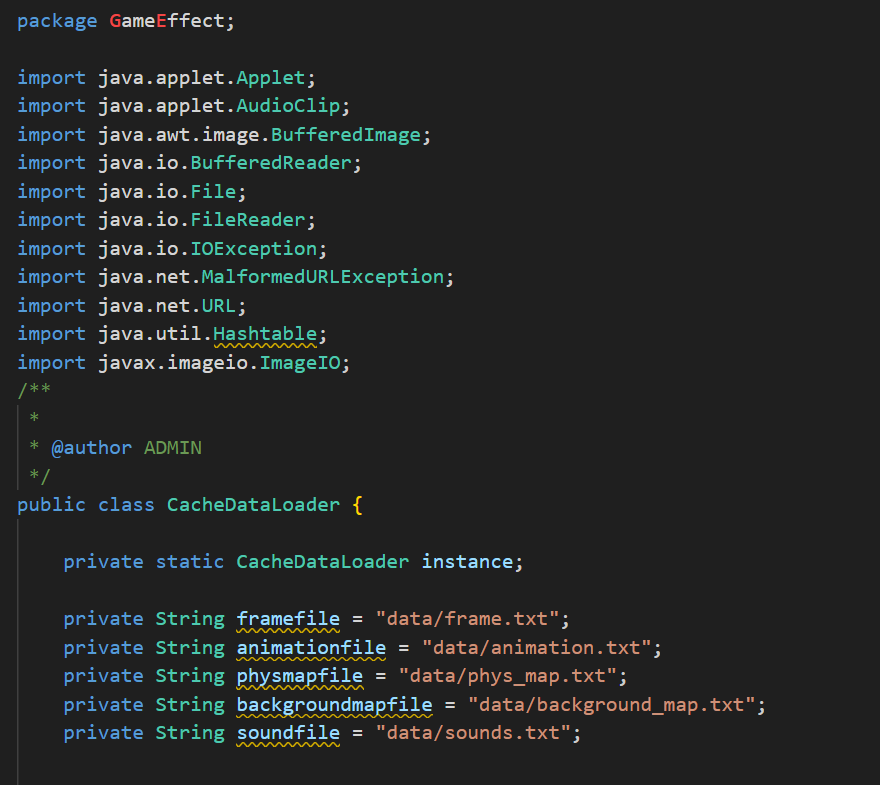 package GameEffect;
import java.applet.Applet;
import java.applet.AudioClip;
import java.awt.image.BufferedImage;
import java.io.BufferedReader;
import java.io.File;
import java.io.FileReader;
import java.io.IOException;
import java.net.MalformedURLException;
import java.net.URL;
import java.util.Hashtable;
import javax.imageio.ImageIO;
/**
 *
 * @author ADMIN
 */
public class CacheDataLoader {
    private static CacheDataLoader instance;
    private String framefile = "data/frame.txt";
    private String animationfile = "data/animation.txt";
    private String physmapfile = "data/phys_map.txt";
    private String backgroundmapfile = "data/background_map.txt";
    private String soundfile = "data/sounds.txt";